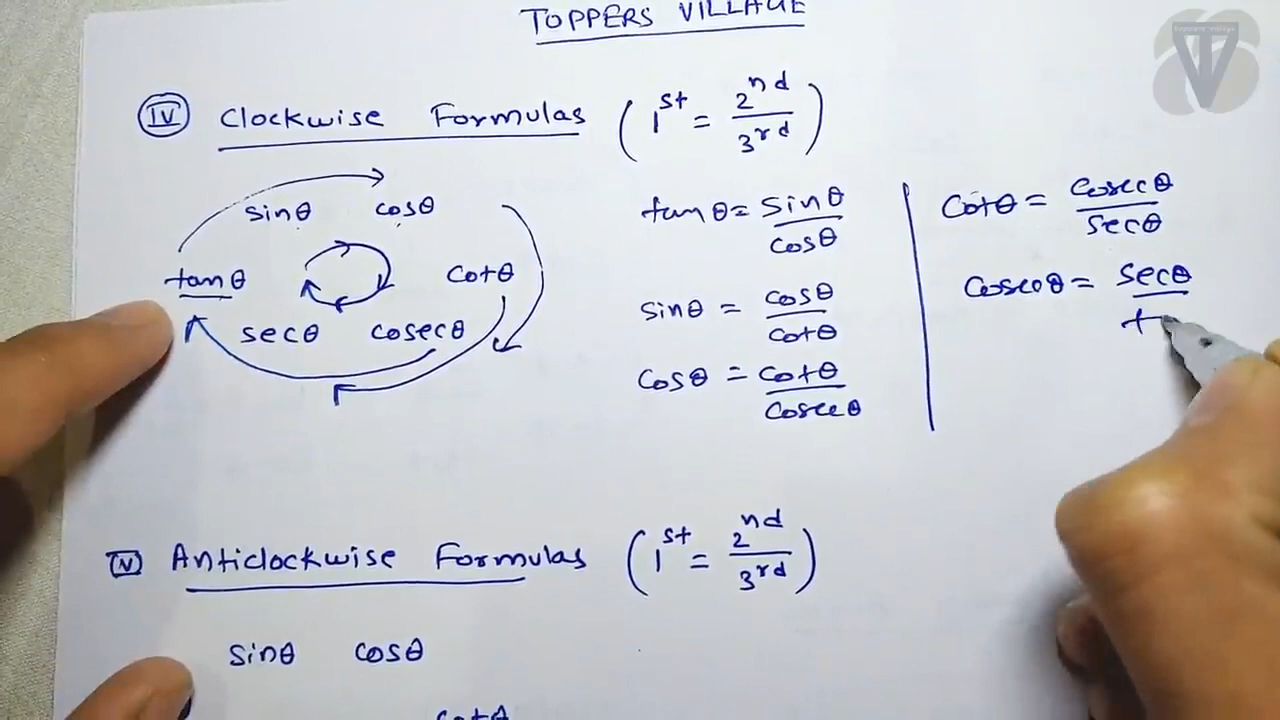 TOPPERS VILLAGE
IV Clockwise Formulas (1st = 2nd / 3rd)
sinθ cosθ
tanθ cotθ
secθ cosecθ
tanθ = sinθ / cosθ
sinθ = cosθ / cotθ
cosθ = cotθ / cosecθ
cotθ = cosecθ / secθ
cosecθ = secθ / t
V Anticlockwise Formulas (1st = 2nd / 3rd)
sinθ cosθ
cotθ